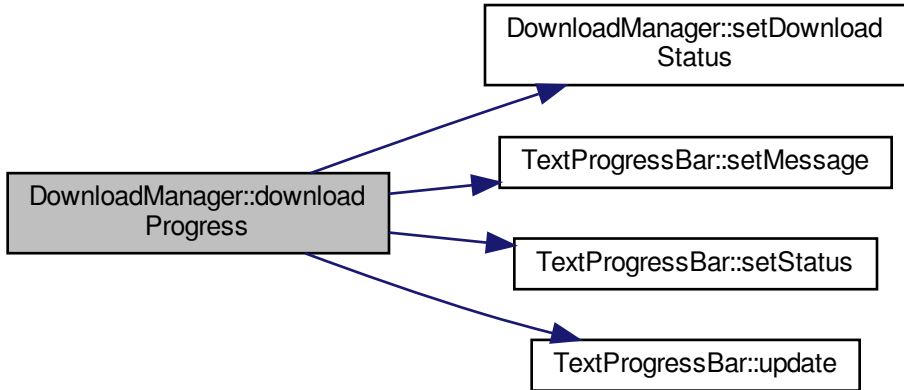 DownloadManager::setDownload
Status
TextProgressBar::setMessage
DownloadManager::download
Progress
TextProgressBar::setStatus
TextProgressBar::update